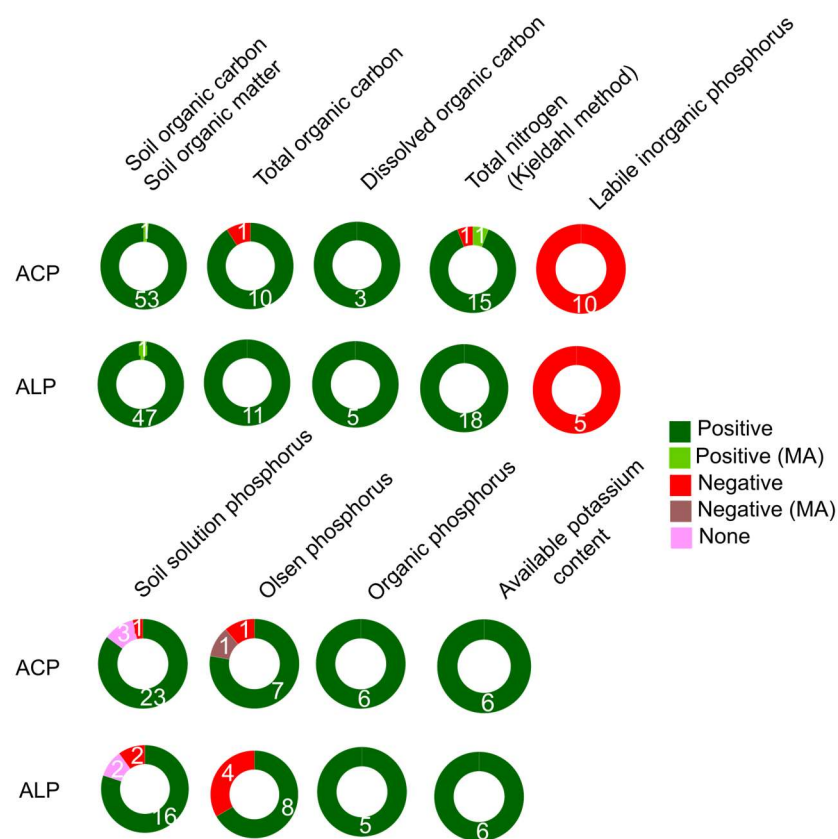 Soil organic carbon
Soil organic matter
Total organic carbon
Dissolved organic carbon
Total nitrogen
(Kjeldahl method)
Labile inorganic phosphorus
ACP
1
53
1
10
3
1
1
15
10
ALP
1
47
11
5
18
5
Positive
Positive (MA)
Negative
Negative (MA)
None
Soil solution phosphorus
Olsen phosphorus
Organic phosphorus
Available potassium
content
ACP
3
1
23
1
1
7
6
6
ALP
2
2
16
4
8
5
6